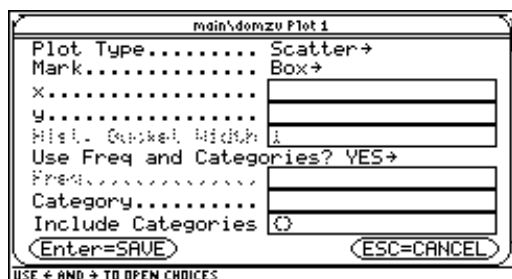 main\domzv Plot 1
Plot Type......... Scatter→
Mark............... Box→
x..................
y..................
Hist. Bucket Width 1
Use Freq and Categories? YES→
Freq..............
Category..........
Include Categories {}
Enter=SAVE ESC=CANCEL
USE ← AND → TO OPEN CHOICES